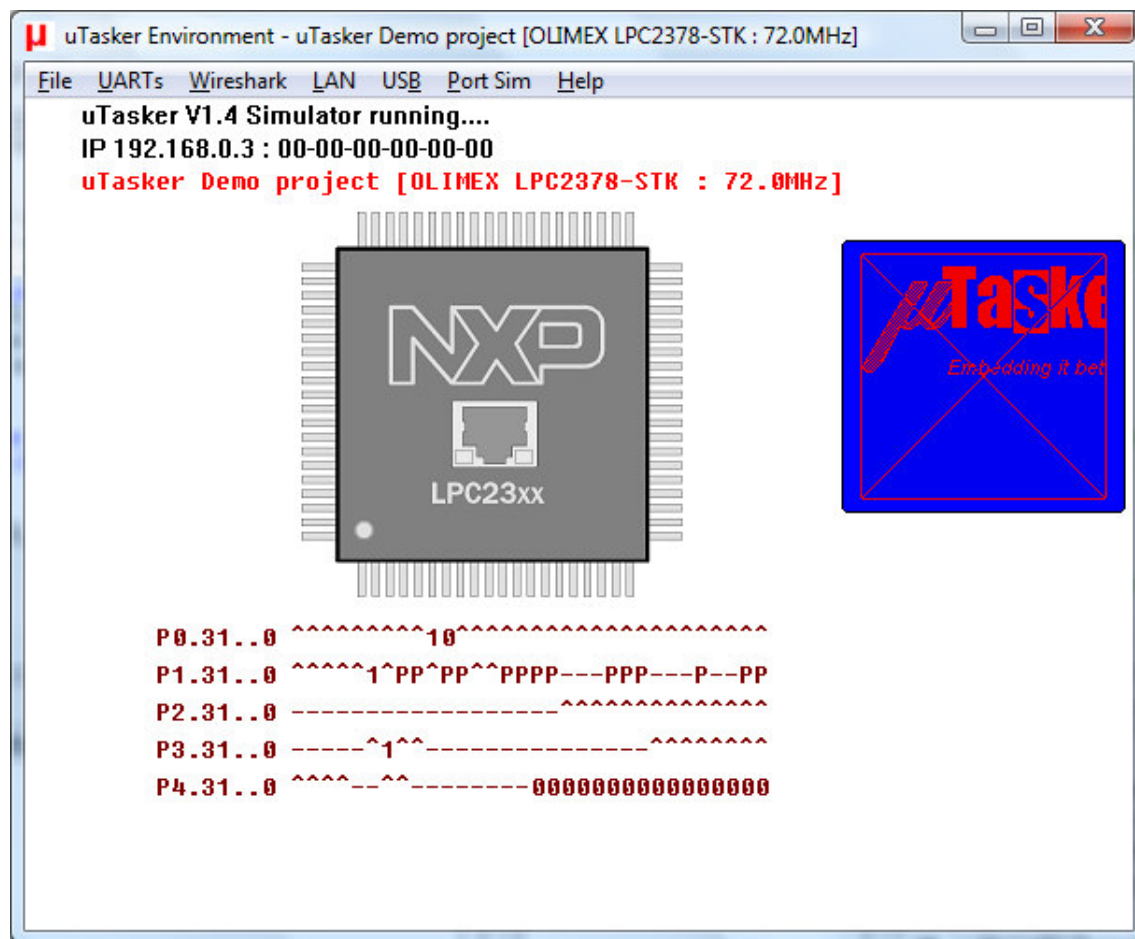 µ uTasker Environment - uTasker Demo project [OLIMEX LPC2378-STK : 72.0MHz]
File UARTs Wireshark LAN USB Port Sim Help
uTasker V1.4 Simulator running....
IP 192.168.0.3 : 00-00-00-00-00-00
uTasker Demo project [OLIMEX LPC2378-STK : 72.0MHz]
NXP
LPC23xx
µTaske
Embedding it bet
P0.31..0 ^^^^^^^^^10^^^^^^^^^^^^^^^^^^^^^
P1.31..0 ^^^^^1^PP^PP^^PPPP---PPP---P--PP
P2.31..0 ------------------^^^^^^^^^^^^^^
P3.31..0 -----^1^^---------------^^^^^^^^
P4.31..0 ^^^^--^^--------0000000000000000